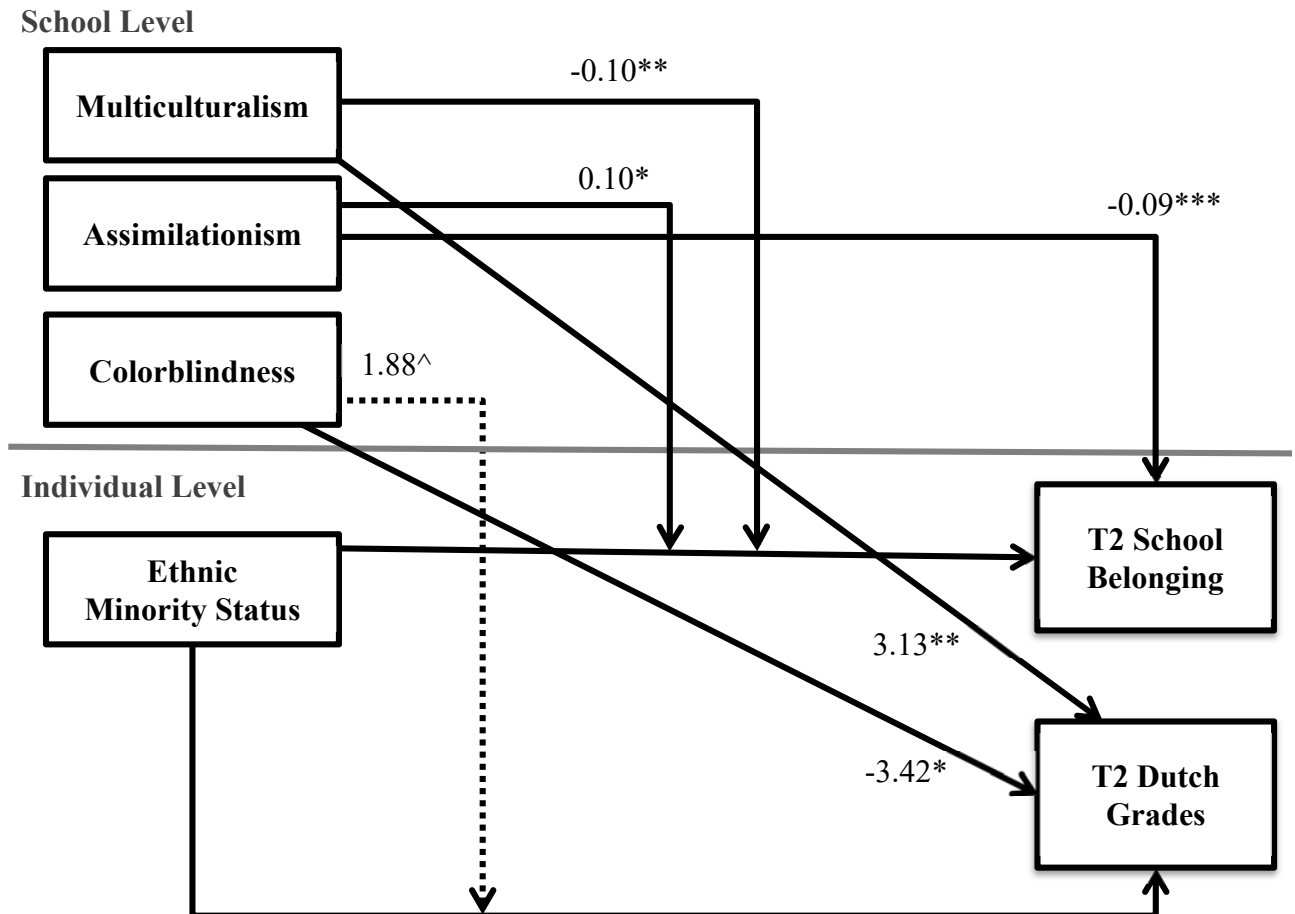 School Level
Multiculturalism
-0.10**
Assimilationism
0.10*
-0.09***
Colorblindness
1.88^
Individual Level
Ethnic
Minority Status
T2 School
Belonging
3.13**
-3.42*
T2 Dutch
Grades